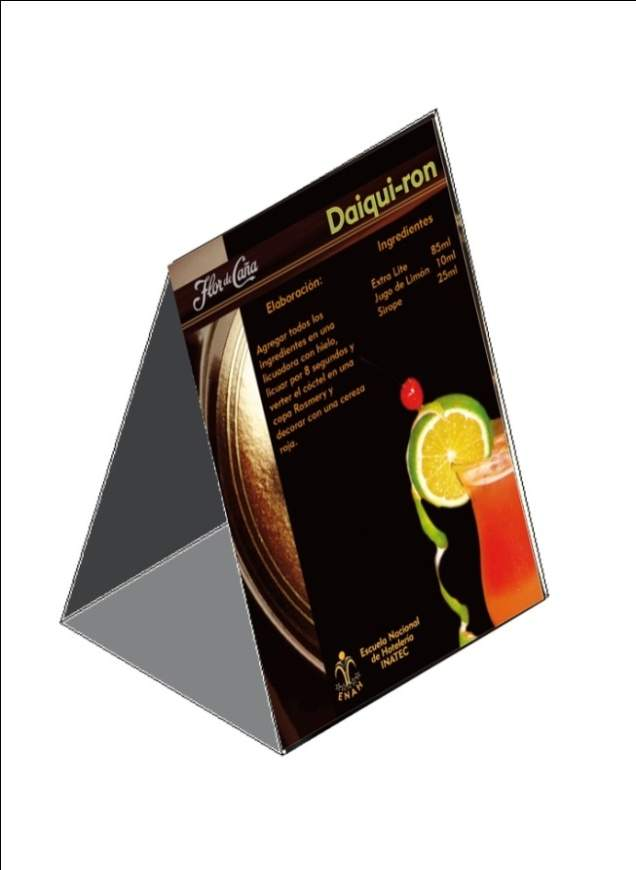 Daiqui-ron
Flor de Caña
Ingredientes
Extra Lite 85ml
Jugo de Limón 10ml
Sirope 25ml
Elaboración:
Agregar todos los
ingredientes en una
licuadora con hielo,
licuar por 8 segundos y
verter el cóctel en una
copa Rosmery y
decorar con una cereza
roja.
Escuela Nacional
de Hotelería
INATEC
ENAH